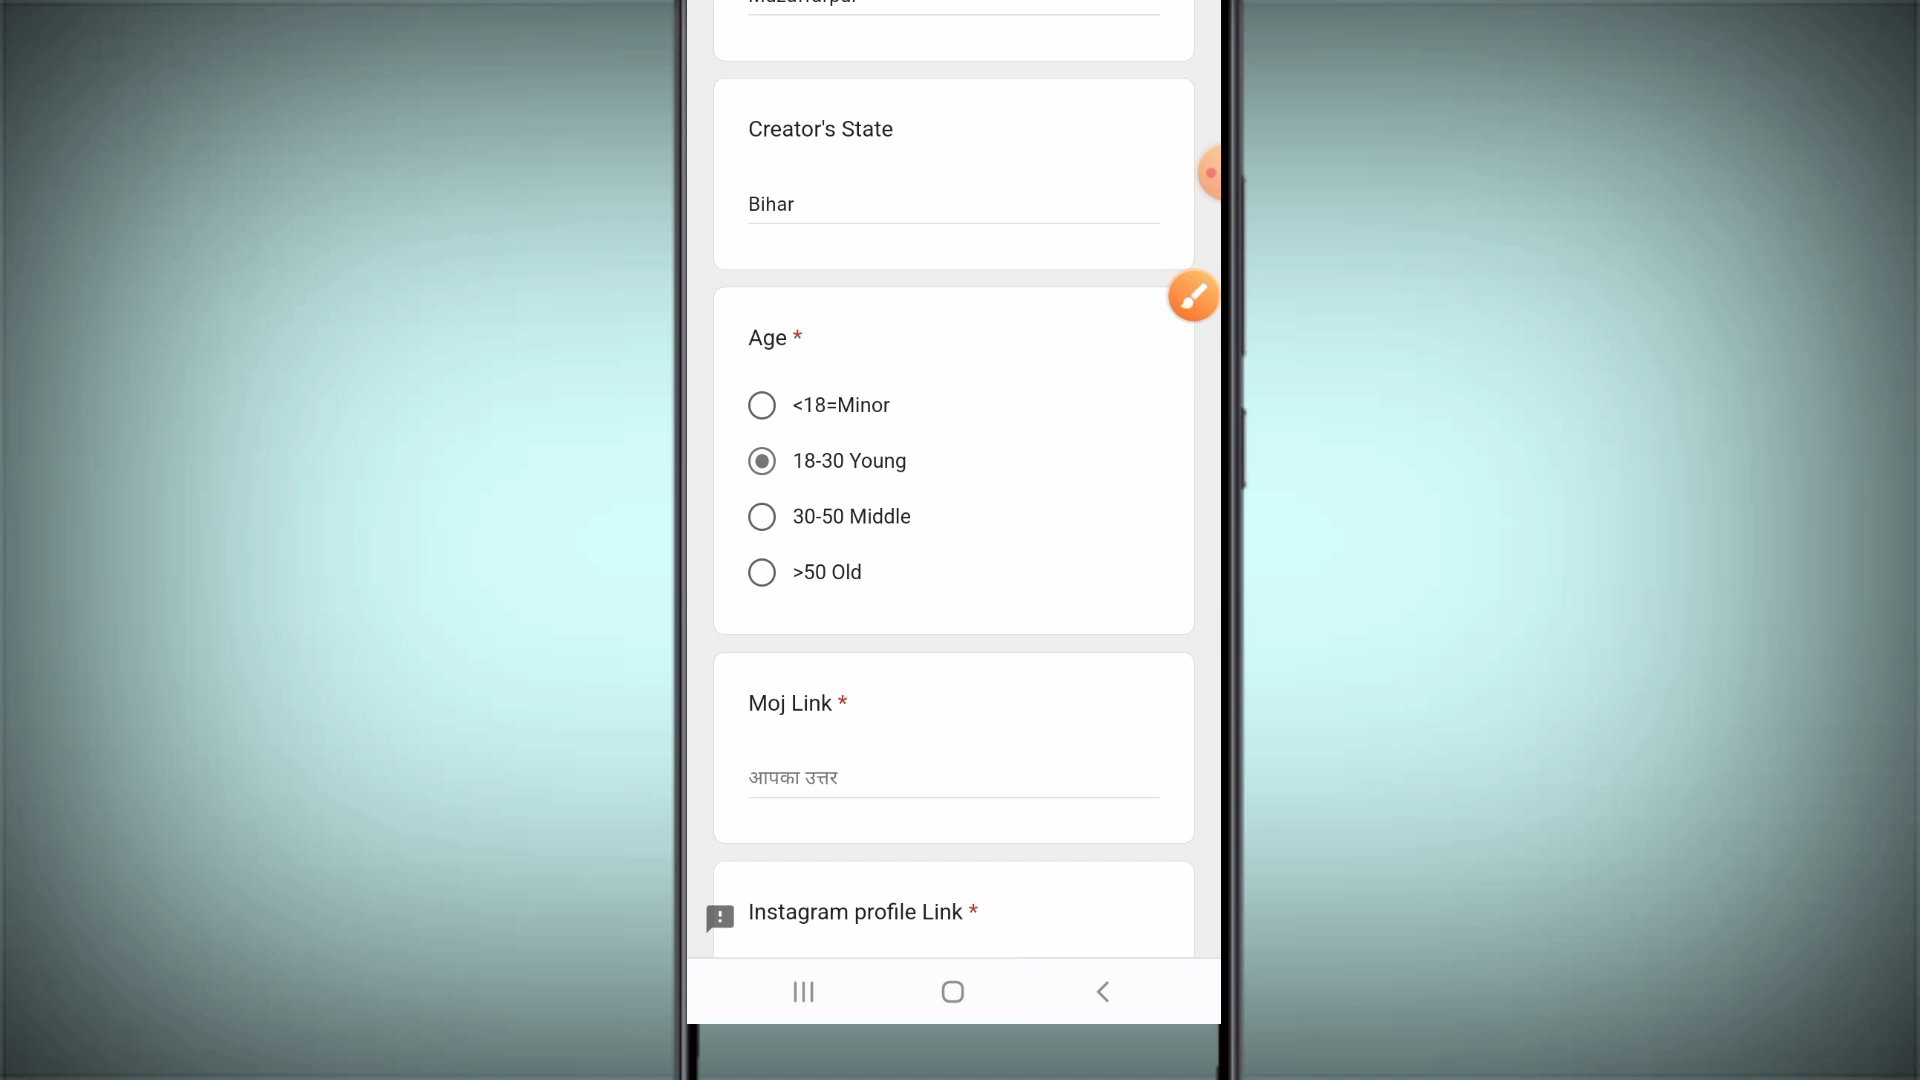 Creator's State
Bihar
Age *
<18=Minor
18-30 Young
30-50 Middle
>50 Old
Moj Link *
आपका उत्तर
Instagram profile Link *